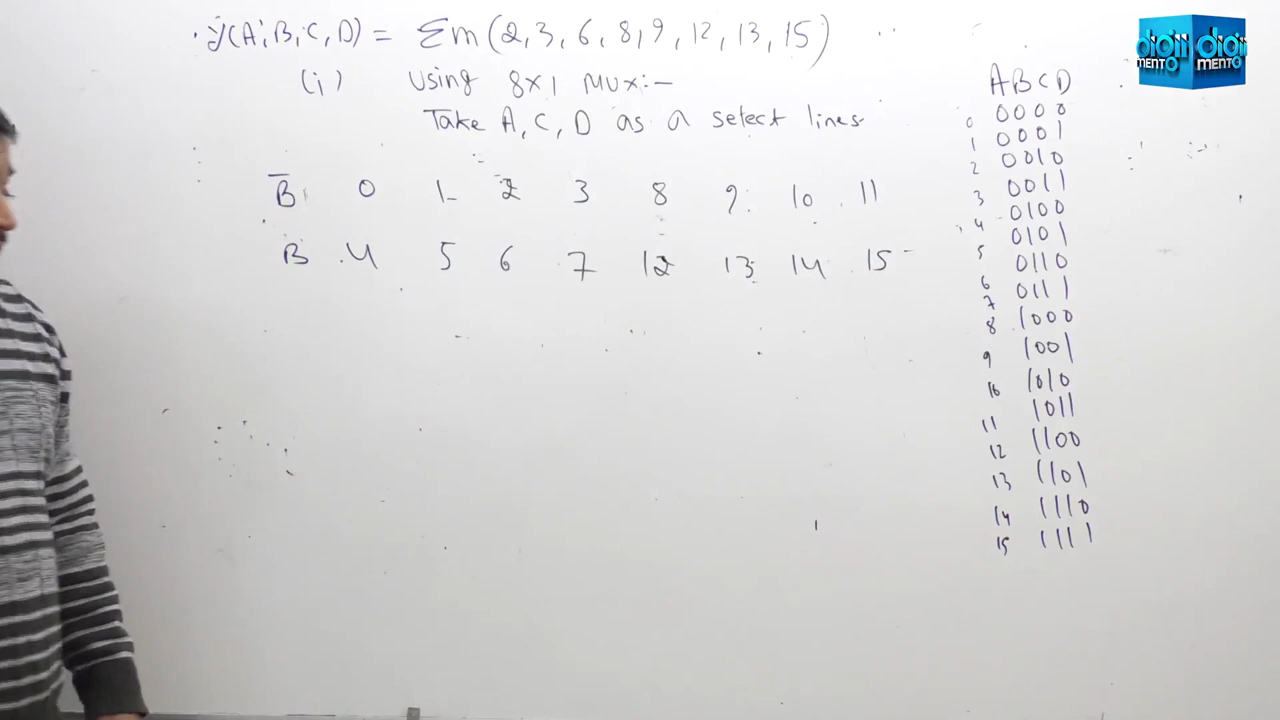 y(A,B,C,D) = Σm(2,3,6,8,9,12,13,15)
(i) Using 8x1 MUX:-
Take A,C,D as a select lines
B̅ 0 1 2 3 8 9 10 11
B 4 5 6 7 12 13 14 15
A B C D
0 0000
1 0001
2 0010
3 0011
4 0100
5 0101
6 0110
7 0111
8 1000
9 1001
10 1010
11 1011
12 1100
13 1101
14 1110
15 1111
digii MENTO
digii MENTO